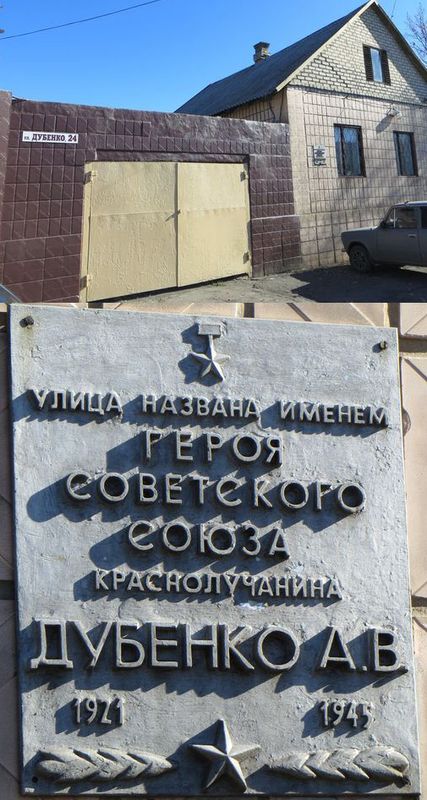 ул. ДУБЕНКО, 24
УЛИЦА НАЗВАНА ИМЕНЕМ
ГЕРОЯ
СОВЕТСКОГО
СОЮЗА
КРАСНОЛУЧАНИНА
ДУБЕНКО А.В
1921 1945